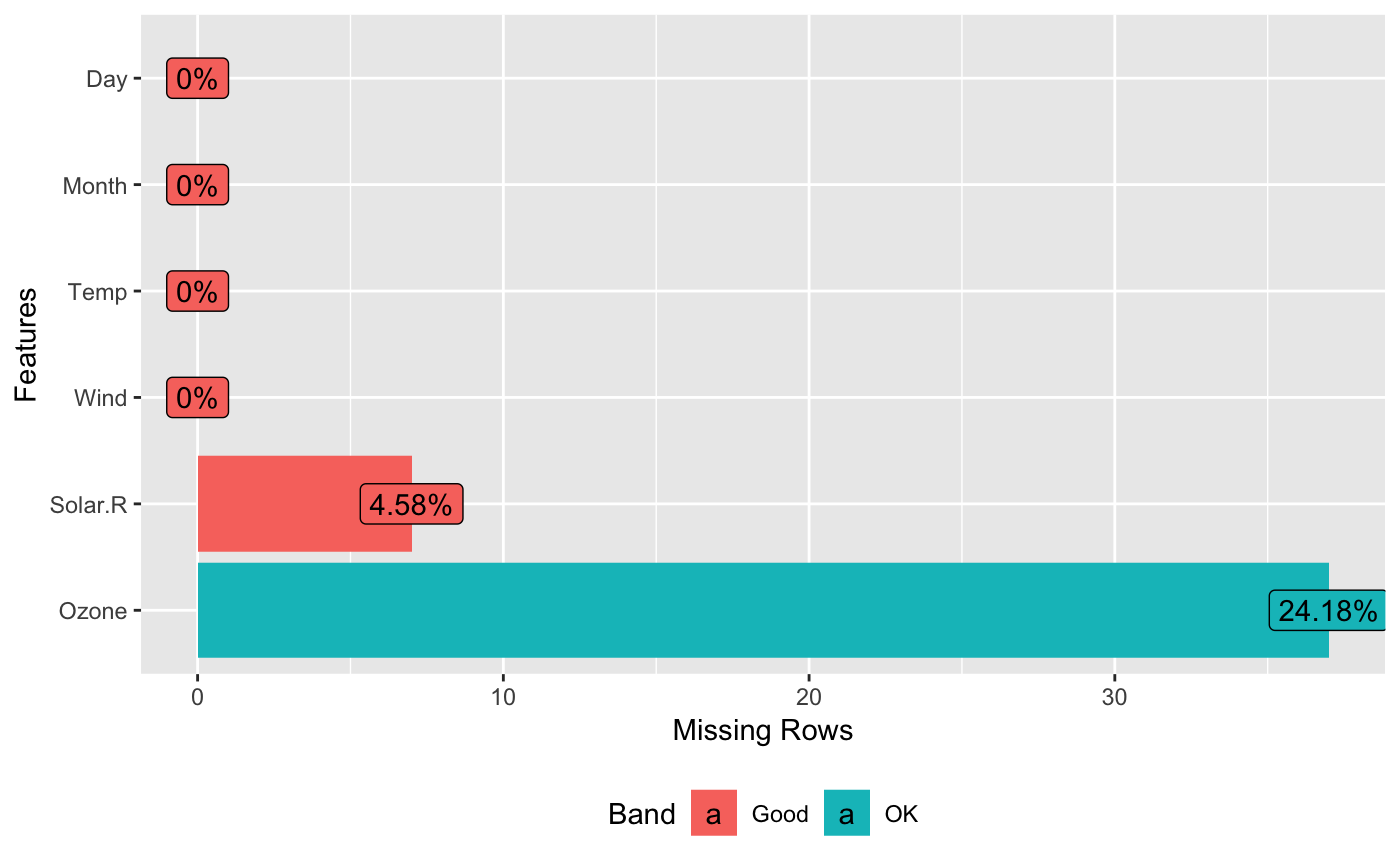 Day 0%
Month 0%
Temp 0%
Wind 0%
Solar.R 4.58%
Ozone 24.18%
Features
0 10 20 30
Missing Rows
Band a Good a OK